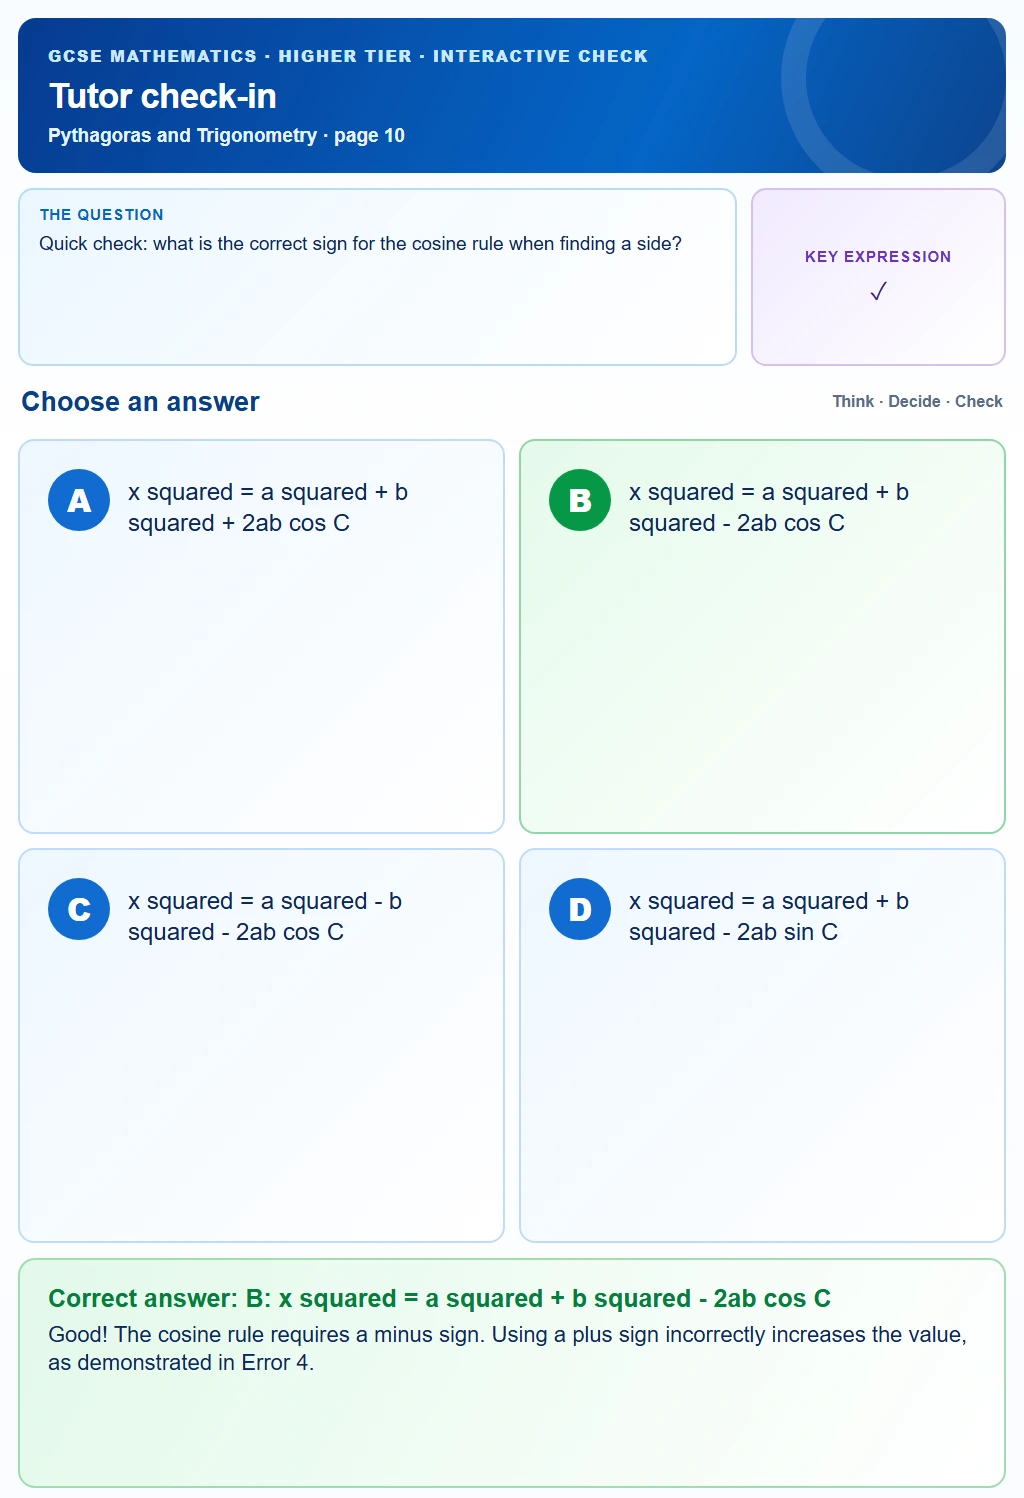 GCSE MATHEMATICS · HIGHER TIER · INTERACTIVE CHECK
Tutor check-in
Pythagoras and Trigonometry · page 10
THE QUESTION
Quick check: what is the correct sign for the cosine rule when finding a side?
KEY EXPRESSION
✓
Choose an answer
Think · Decide · Check
A
x squared = a squared + b
squared + 2ab cos C
B
x squared = a squared + b
squared - 2ab cos C
C
x squared = a squared - b
squared - 2ab cos C
D
x squared = a squared + b
squared - 2ab sin C
Correct answer: B: x squared = a squared + b squared - 2ab cos C
Good! The cosine rule requires a minus sign. Using a plus sign incorrectly increases the value,
as demonstrated in Error 4.